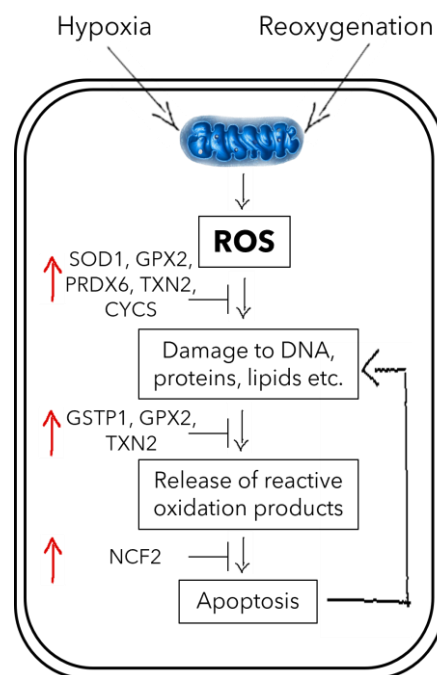 Hypoxia
Reoxygenation
ROS
SOD1, GPX2,
PRDX6, TXN2,
CYCS
Damage to DNA,
proteins, lipids etc.
GSTP1, GPX2,
TXN2
Release of reactive
oxidation products
NCF2
Apoptosis